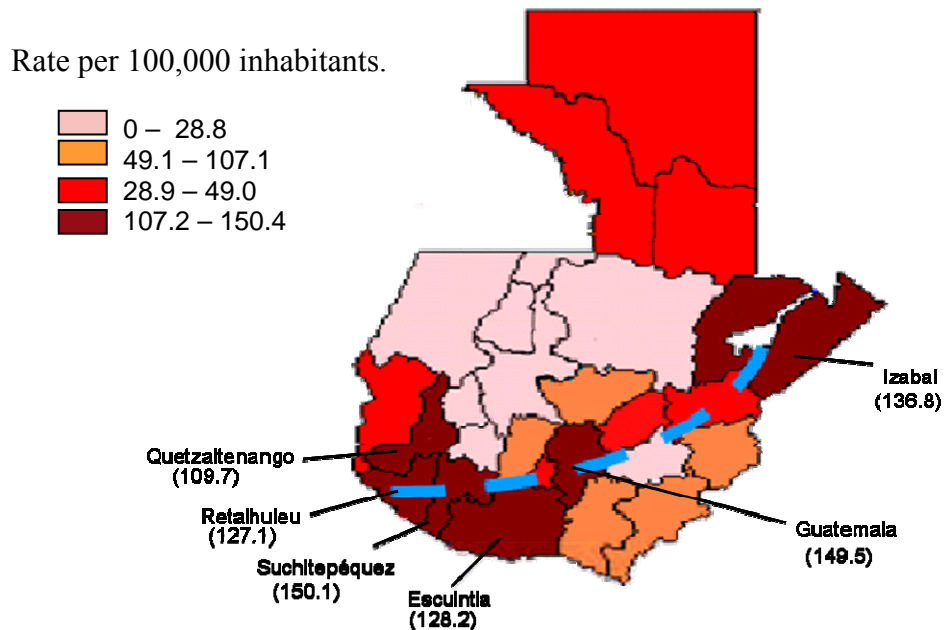 Rate per 100,000 inhabitants.
0 – 28.8
49.1 – 107.1
28.9 – 49.0
107.2 – 150.4
Izabal
(136.8)
Quetzaltenango
(109.7)
Retalhuleu
(127.1)
Guatemala
(149.5)
Suchitepéquez
(150.1)
Escuintla
(128.2)